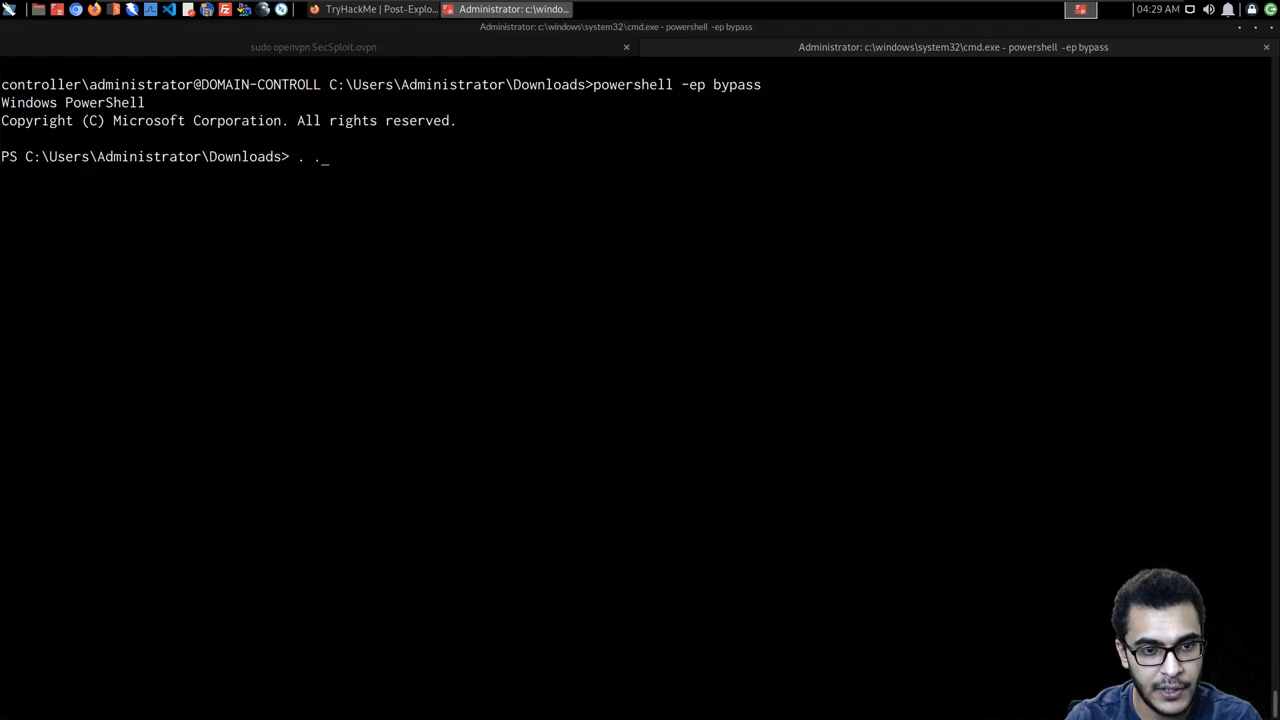 TryHackMe | Post-Explo...
Administrator: c:\windo...
04:29 AM
Administrator: c:\windows\system32\cmd.exe - powershell -ep bypass
sudo openvpn SecSploit.ovpn
Administrator: c:\windows\system32\cmd.exe - powershell -ep bypass
controller\administrator@DOMAIN-CONTROLL C:\Users\Administrator\Downloads>powershell -ep bypass
Windows PowerShell
Copyright (C) Microsoft Corporation. All rights reserved.
PS C:\Users\Administrator\Downloads> . ._